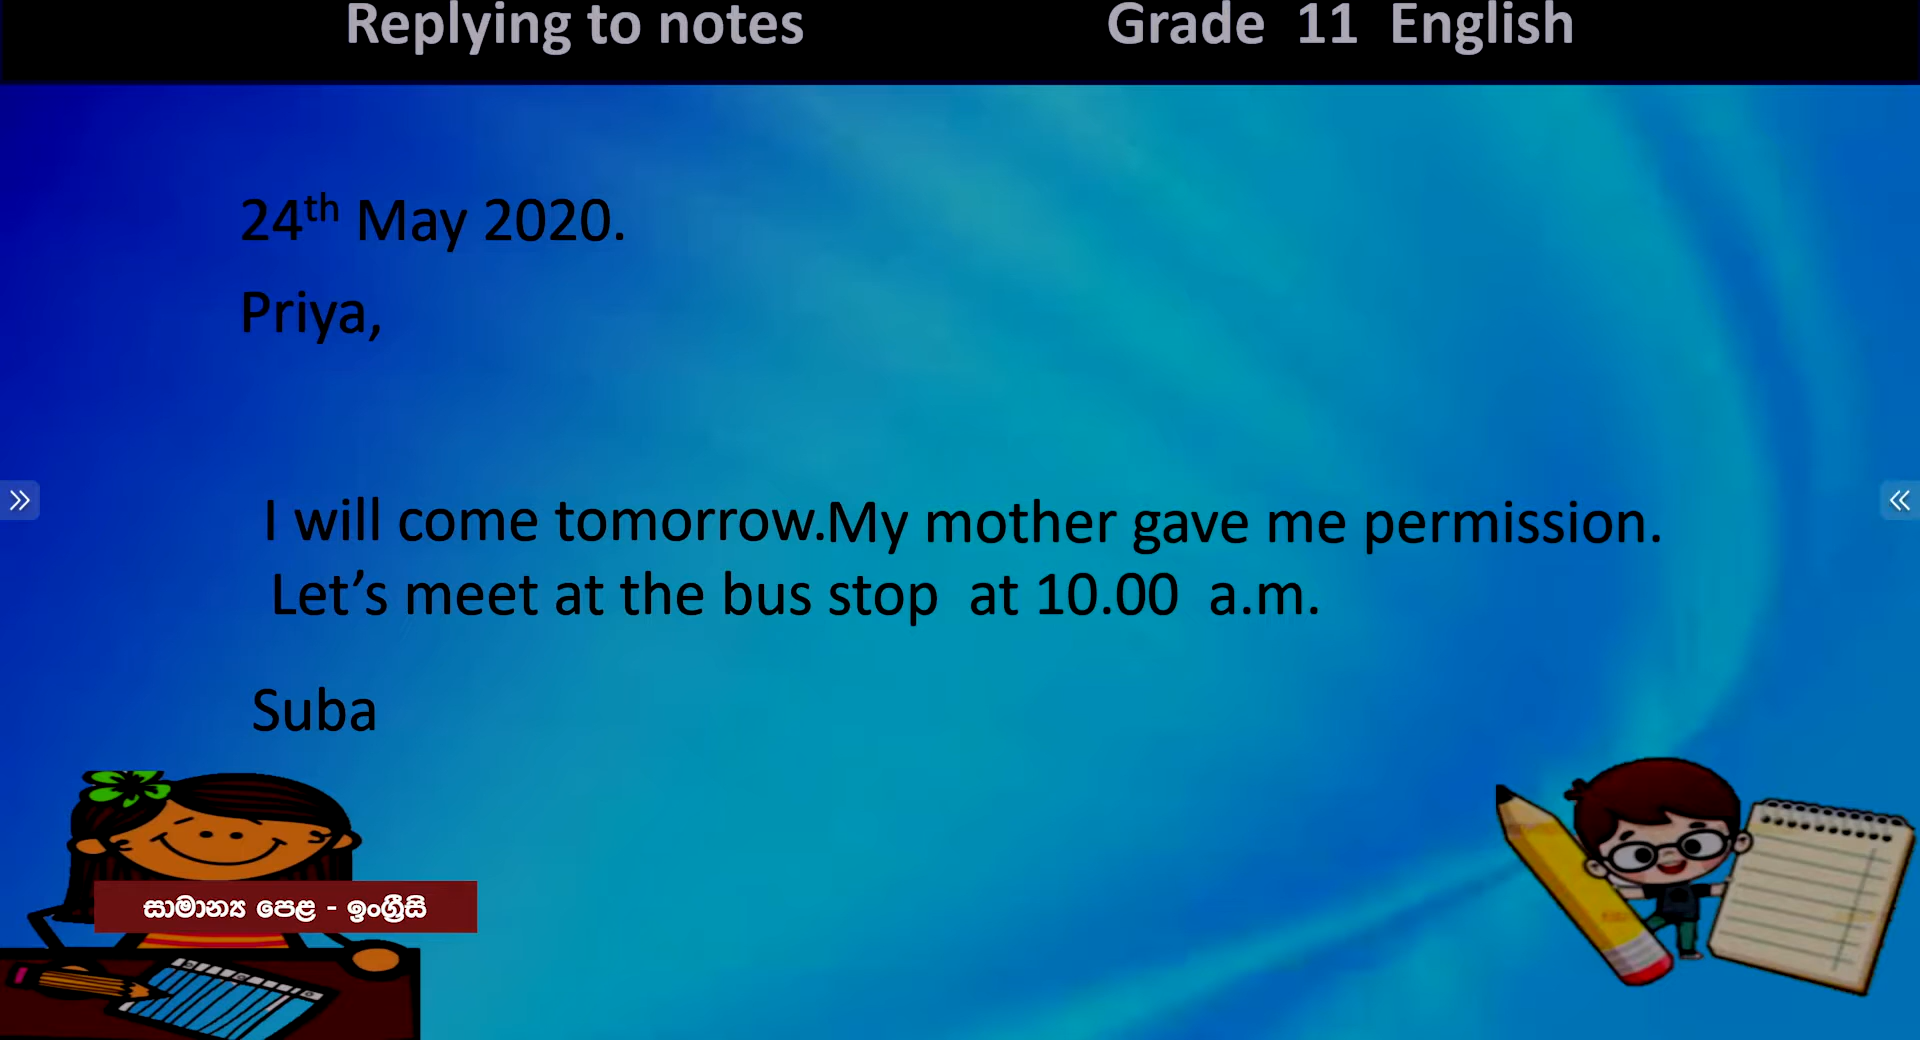 Replying to notes Grade 11 English
24th May 2020.
Priya,
I will come tomorrow.My mother gave me permission.
Let’s meet at the bus stop at 10.00 a.m.
Suba
සාමාන්‍ය පෙළ - ඉංග්‍රීසි